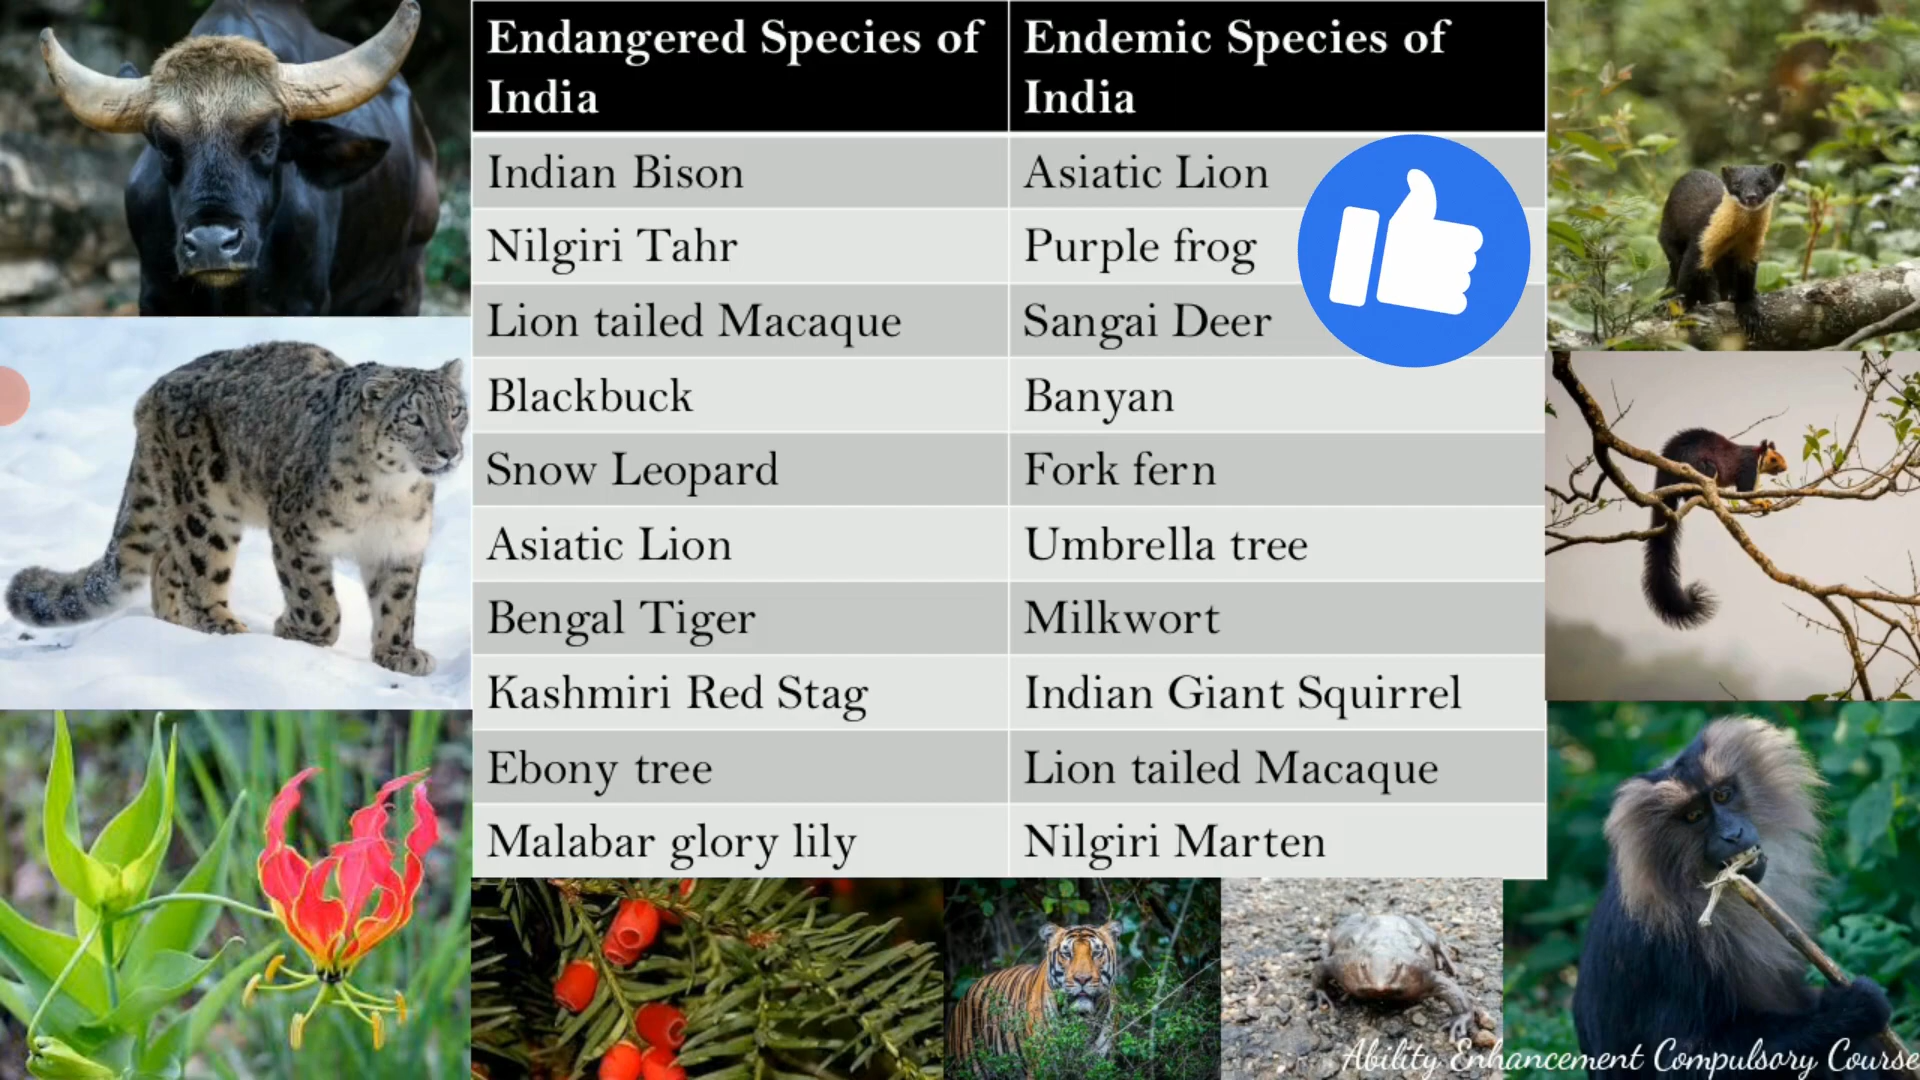 Endangered Species of
India
Endemic Species of
India
Indian Bison
Asiatic Lion
Nilgiri Tahr
Purple frog
Lion tailed Macaque
Sangai Deer
Blackbuck
Banyan
Snow Leopard
Fork fern
Asiatic Lion
Umbrella tree
Bengal Tiger
Milkwort
Kashmiri Red Stag
Indian Giant Squirrel
Ebony tree
Lion tailed Macaque
Malabar glory lily
Nilgiri Marten
Ability Enhancement Compulsory Course